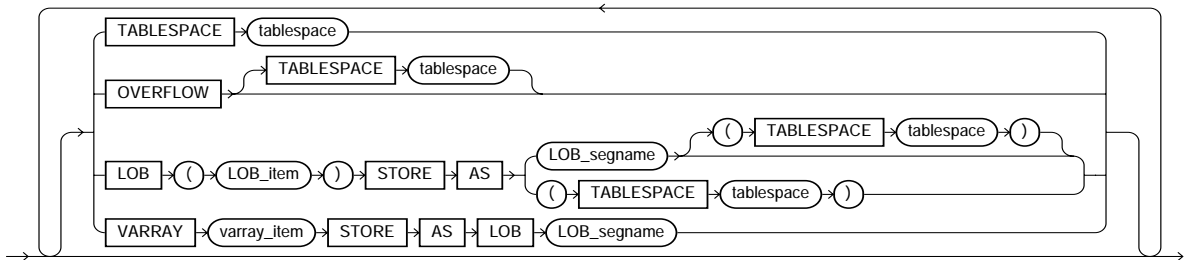 TABLESPACE tablespace
TABLESPACE tablespace
OVERFLOW
( TABLESPACE tablespace )
LOB_segname
LOB ( LOB_item ) STORE AS
( TABLESPACE tablespace )
VARRAY varray_item STORE AS LOB LOB_segname